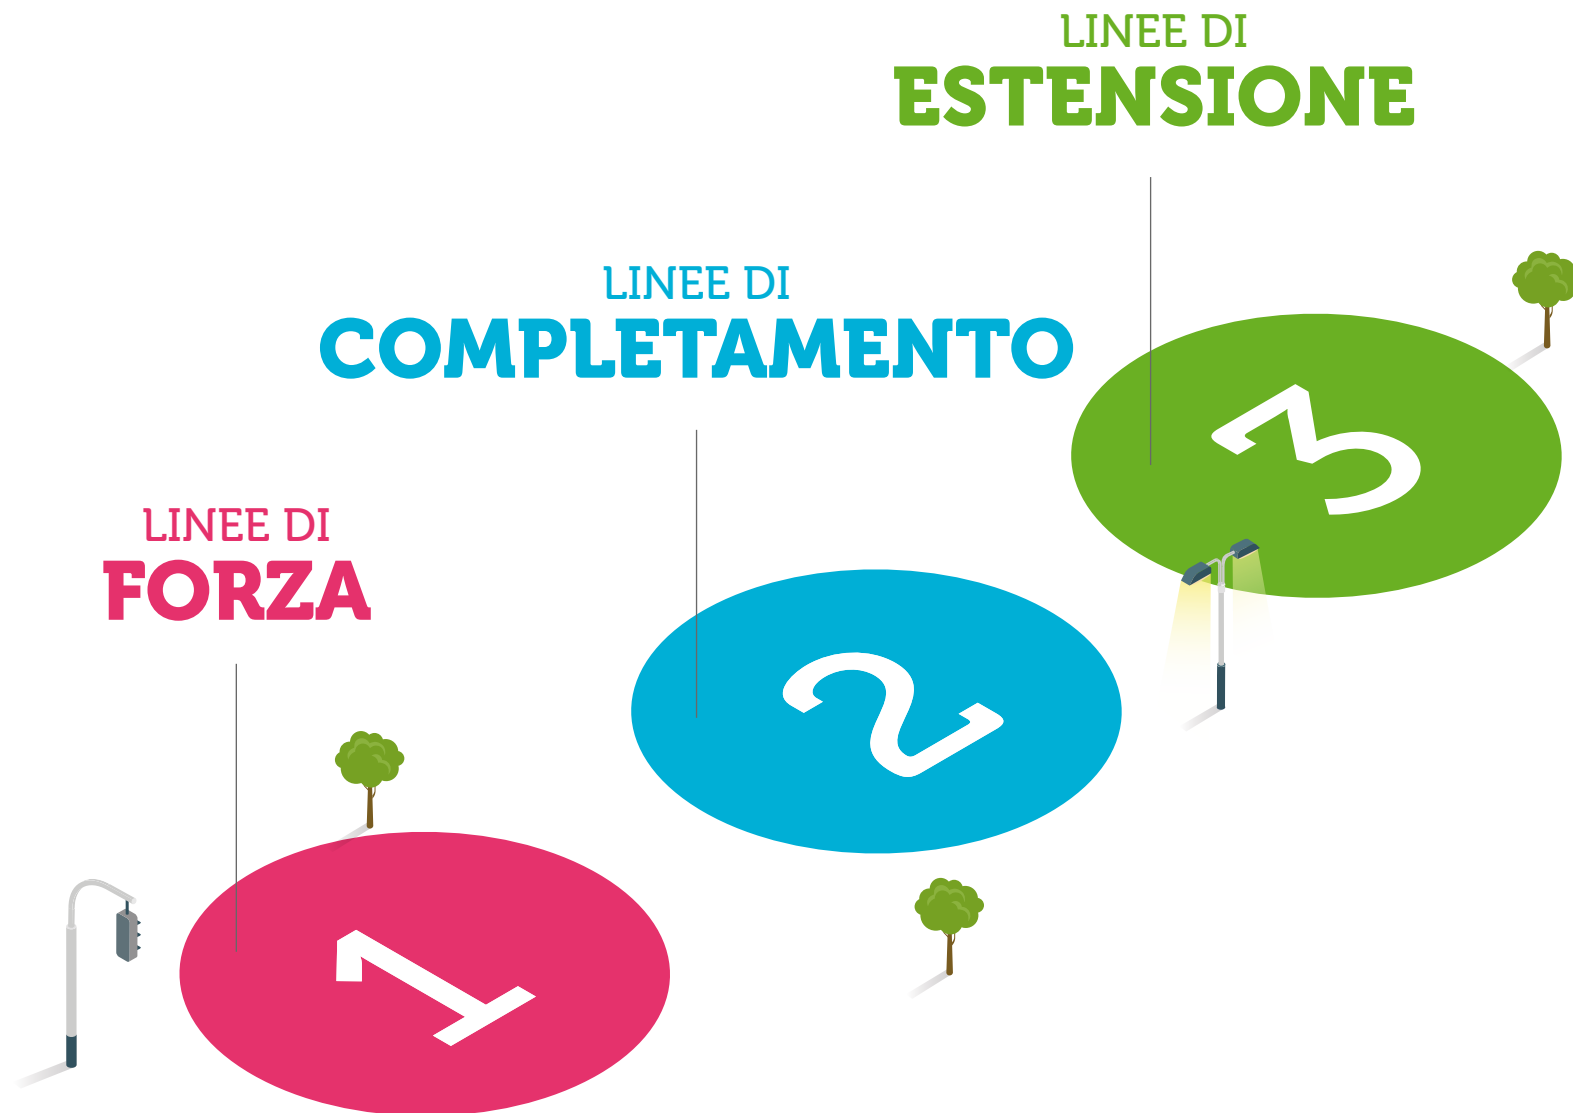 LINEE DI
ESTENSIONE
LINEE DI
COMPLETAMENTO
LINEE DI
FORZA
3
2
1